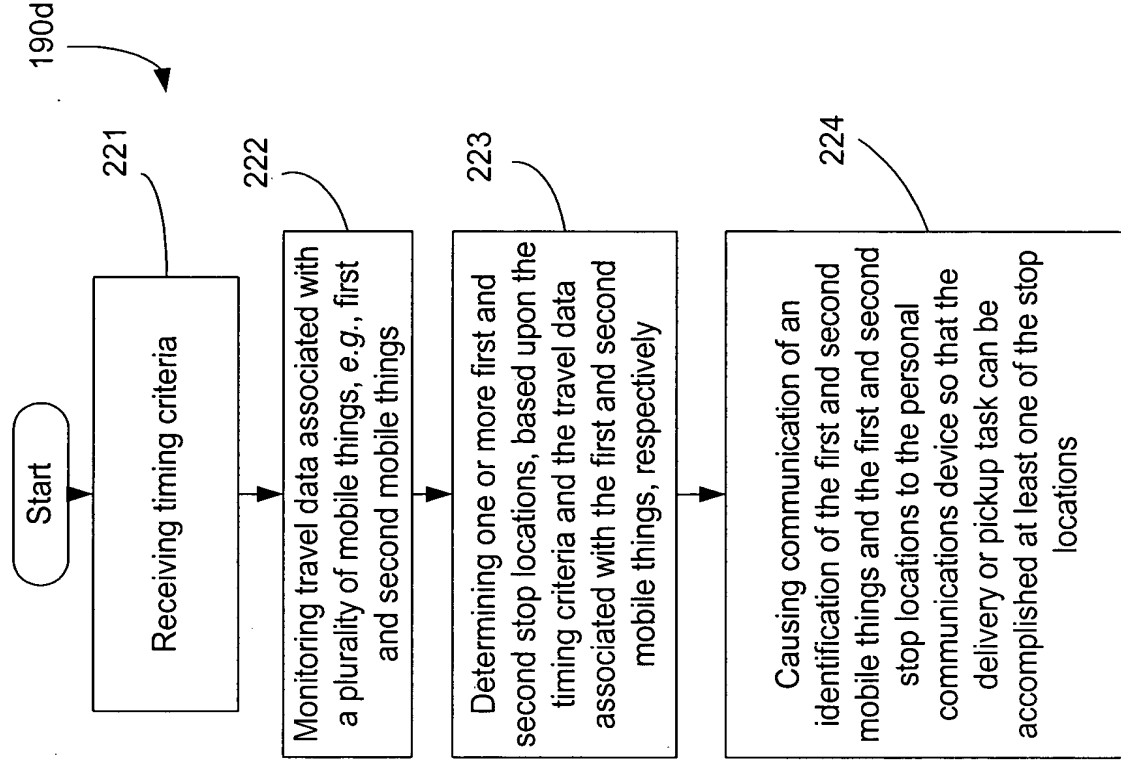 190d
Start
221
Receiving timing criteria
222
Monitoring travel data associated with
a plurality of mobile things, e.g., first
and second mobile things
223
Determining one or more first and
second stop locations, based upon the
timing criteria and the travel data
associated with the first and second
mobile things, respectively
224
Causing communication of an
identification of the first and second
mobile things and the first and second
stop locations to the personal
communications device so that the
delivery or pickup task can be
accomplished at least one of the stop
locations